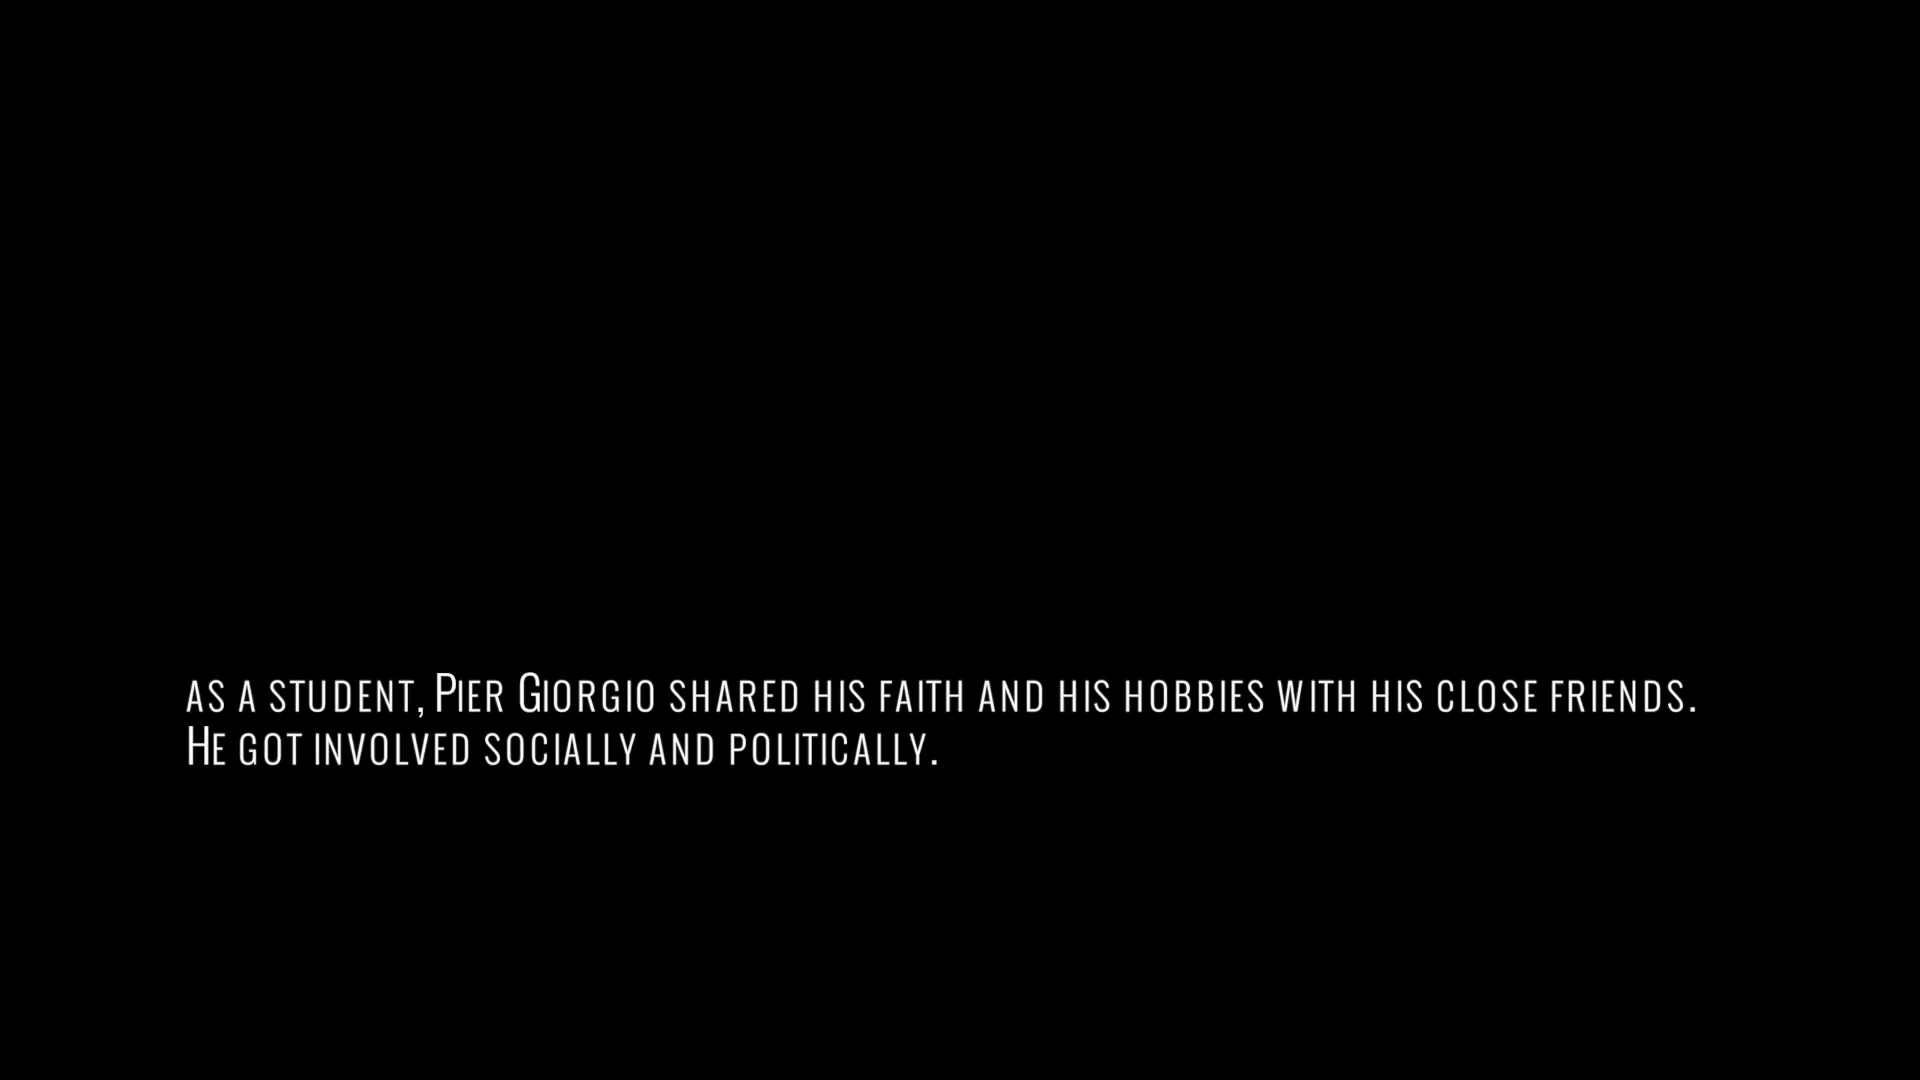 as a student, Pier Giorgio shared his faith and his hobbies with his close friends.
He got involved socially and politically.